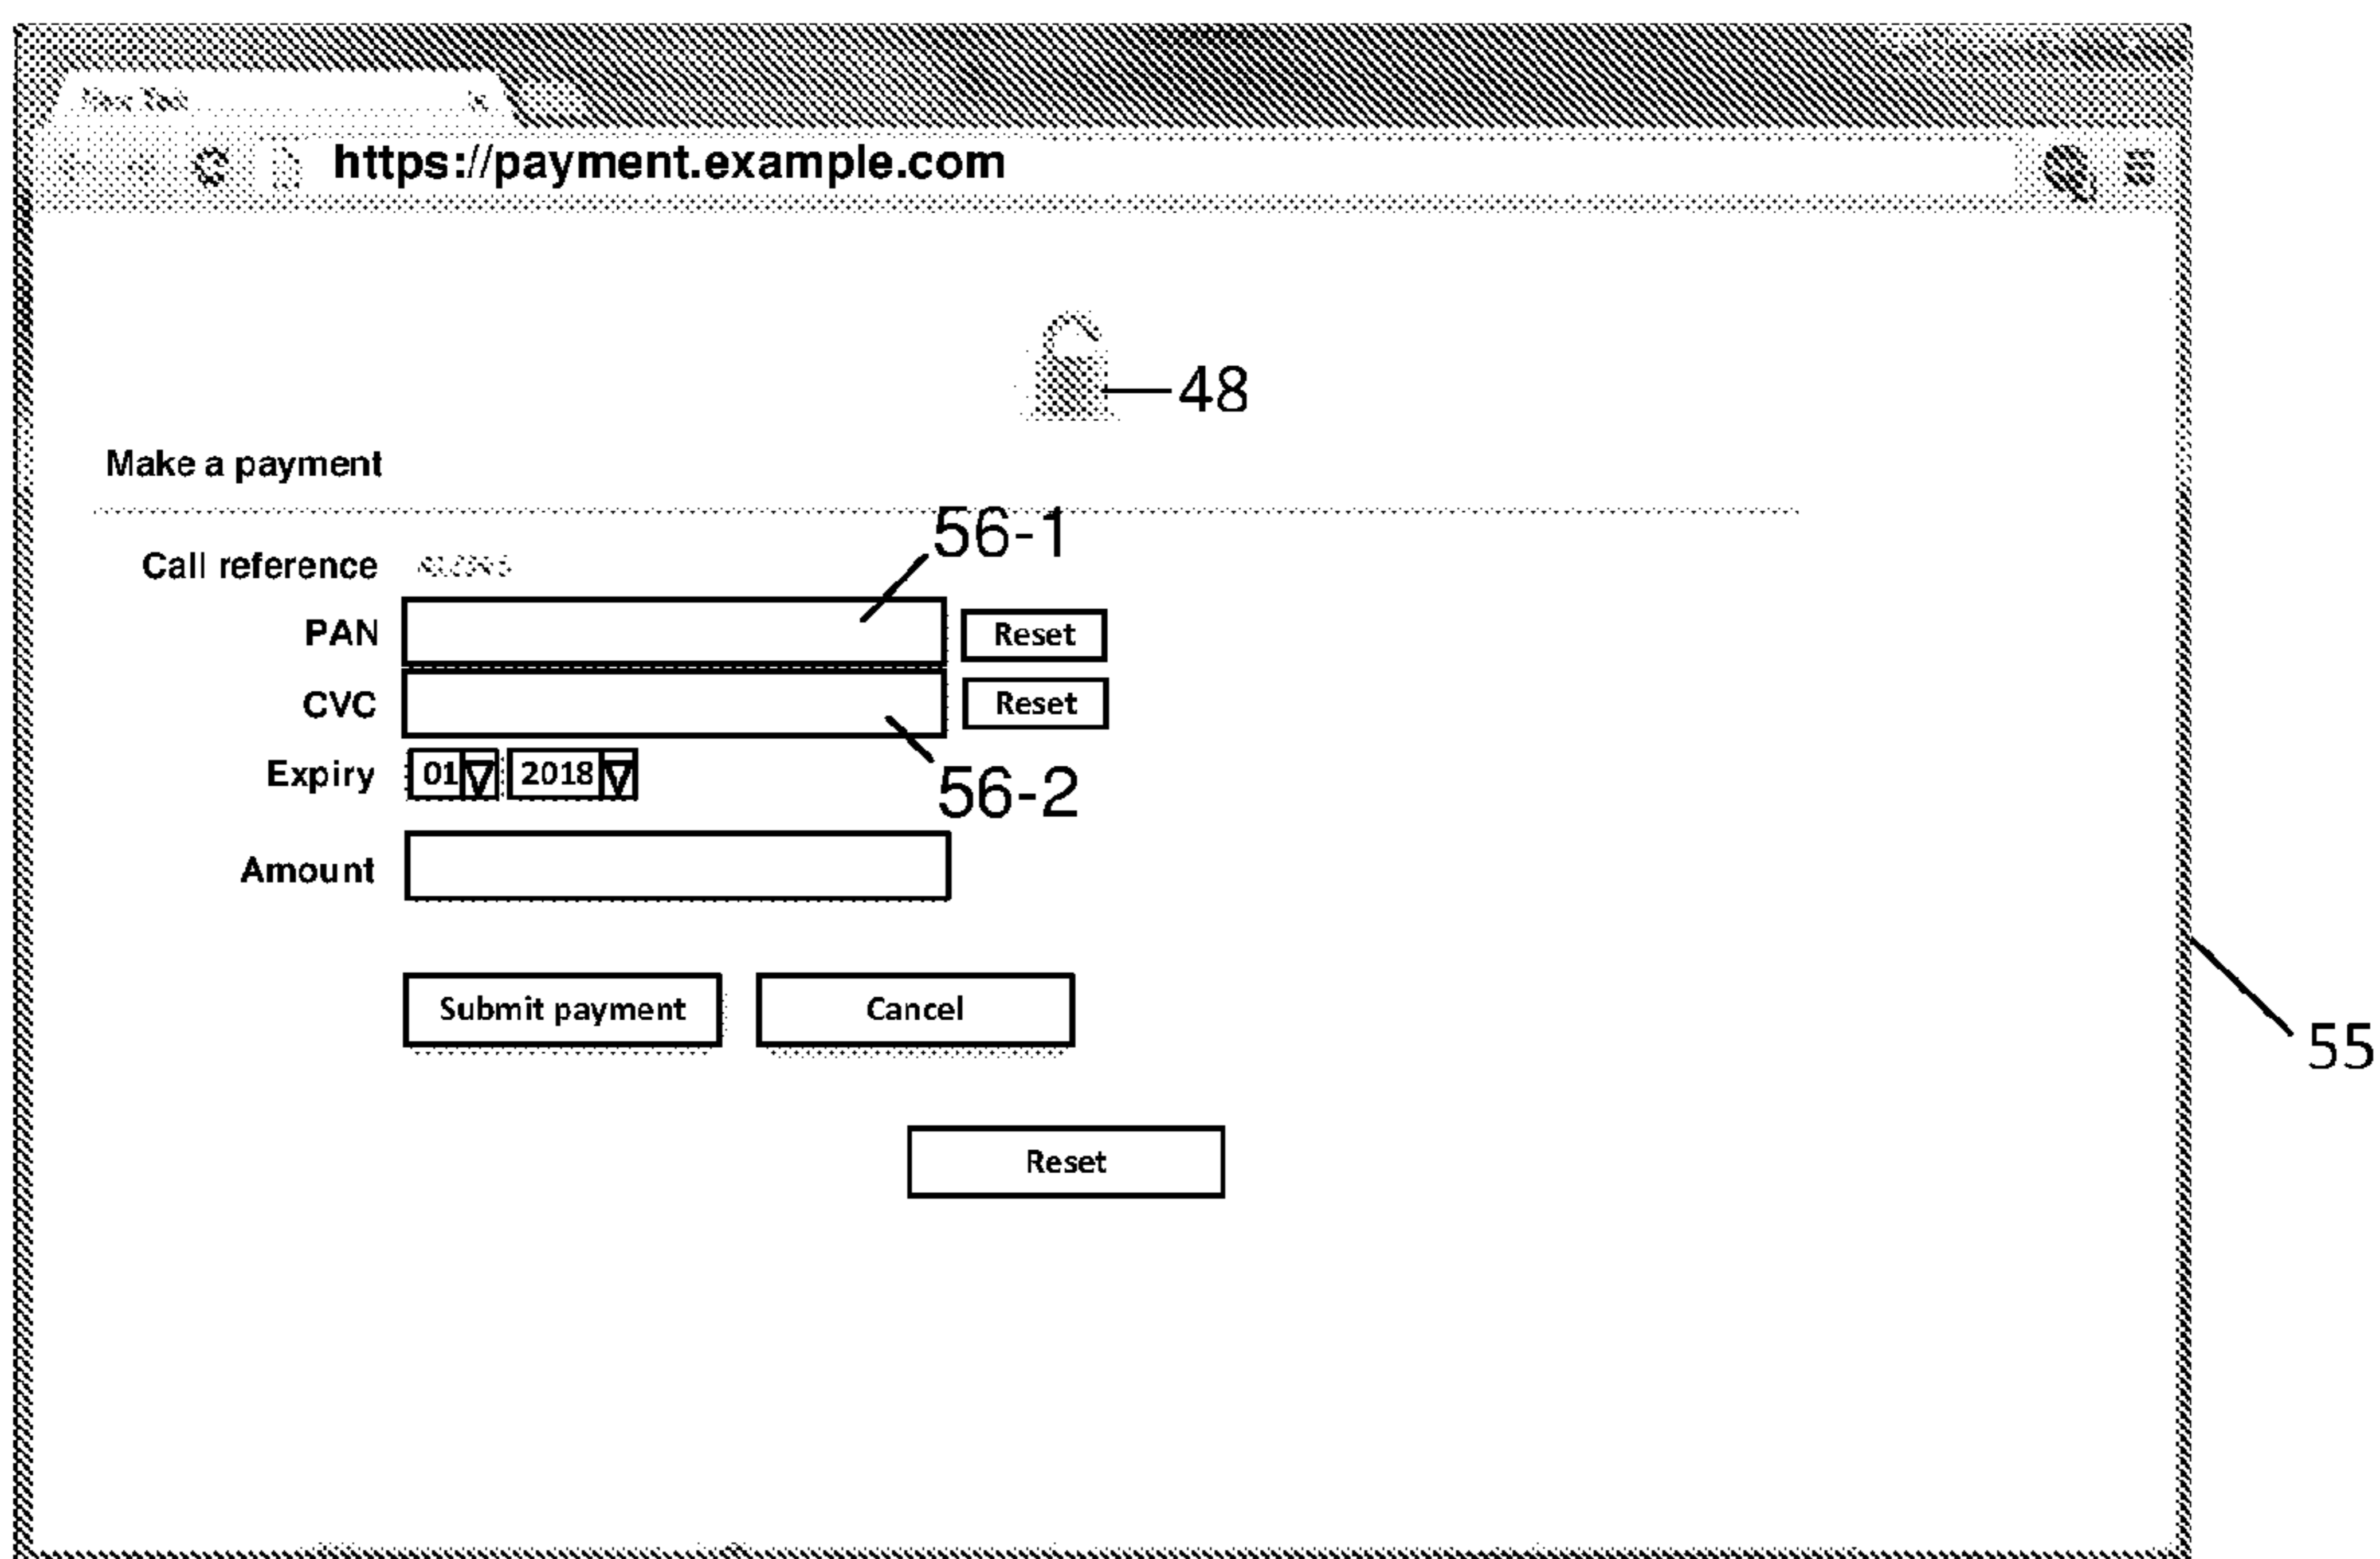 https://payment.example.com
48
Make a payment
56-1
Call reference
PAN Reset
CVC Reset
Expiry 01 2018
56-2
Amount
Submit payment Cancel
55
Reset